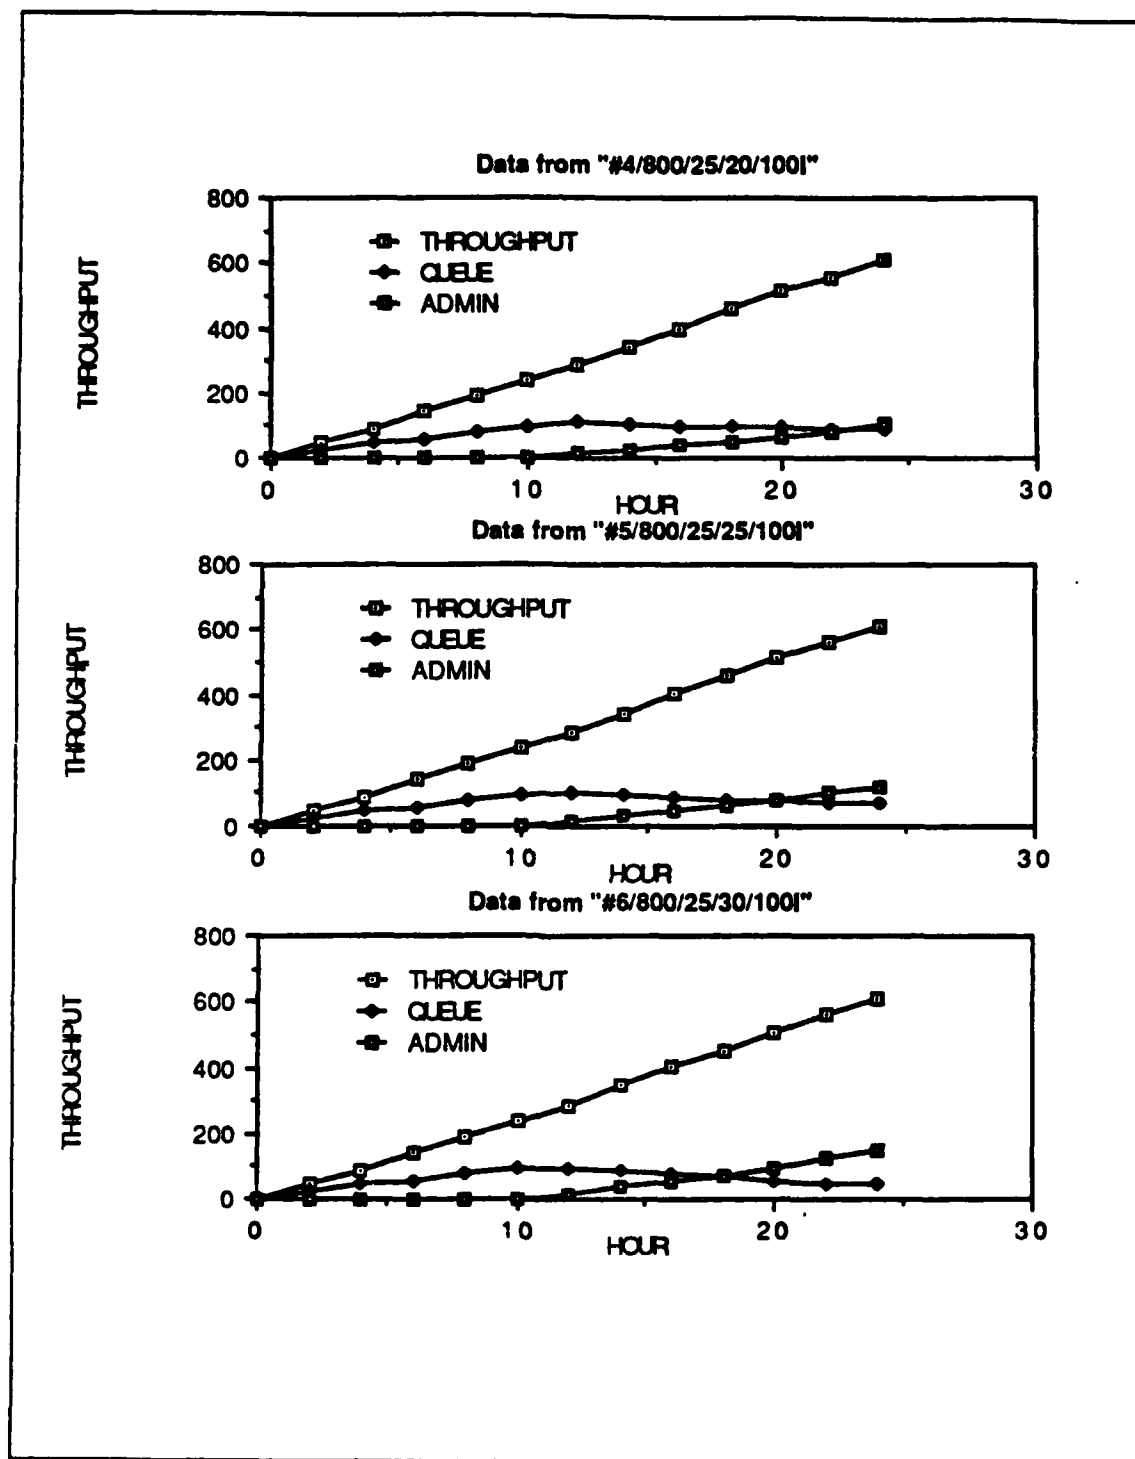 Data from "#4/800/25/20/100I"
800
600
400
200
0
THROUGHPUT
THROUGHPUT
QUEUE
ADMIN
0 10 20 30
HOUR
Data from "#5/800/25/25/100I"
800
600
400
200
0
THROUGHPUT
THROUGHPUT
QUEUE
ADMIN
0 10 20 30
HOUR
Data from "#6/800/25/30/100I"
800
600
400
200
0
THROUGHPUT
THROUGHPUT
QUEUE
ADMIN
0 10 20 30
HOUR